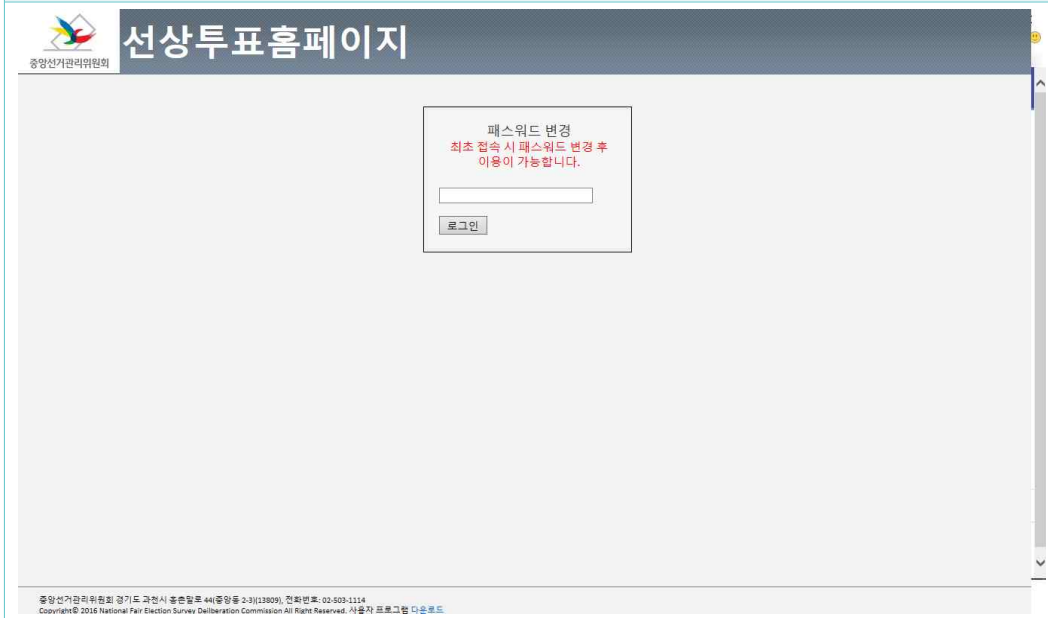 중앙선거관리위원회
선상투표홈페이지
패스워드 변경
최초 접속 시 패스워드 변경 후
이용이 가능합니다.
로그인
중앙선거관리위원회 경기도 과천시 홍촌말로 44(중앙동 2-3)(13809), 전화번호: 02-503-1114
Copyright© 2016 National Fair Election Survey Deliberation Commission All Right Reserved. 사용자 프로그램 다운로드